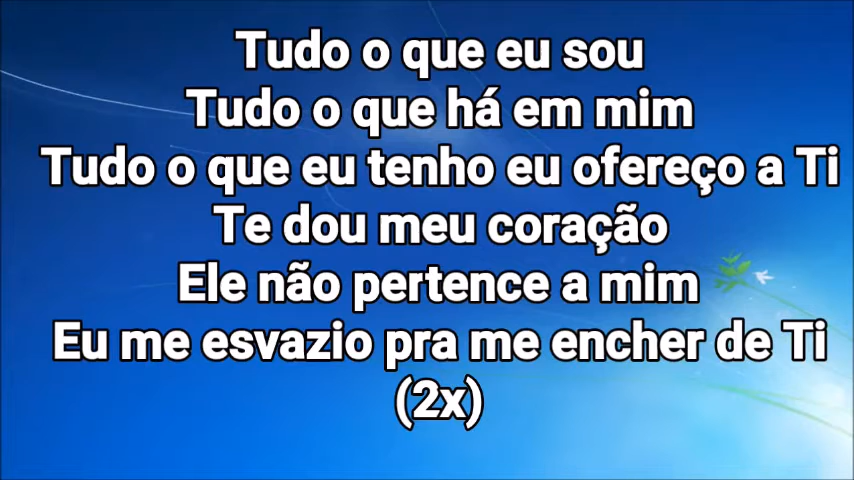 Tudo o que eu sou
Tudo o que há em mim
Tudo o que eu tenho eu ofereço a Ti
Te dou meu coração
Ele não pertence a mim
Eu me esvazio pra me encher de Ti
(2x)